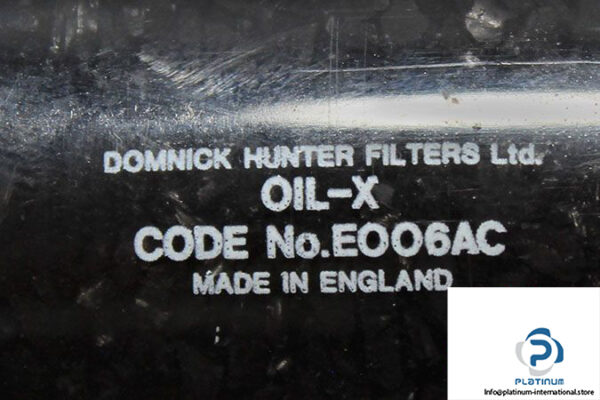 DOMNICK HUNTER FILTERS Ltd.
OIL-X
CODE No.E006AC
MADE IN ENGLAND
PLATINUM
Info@platinum-international.store